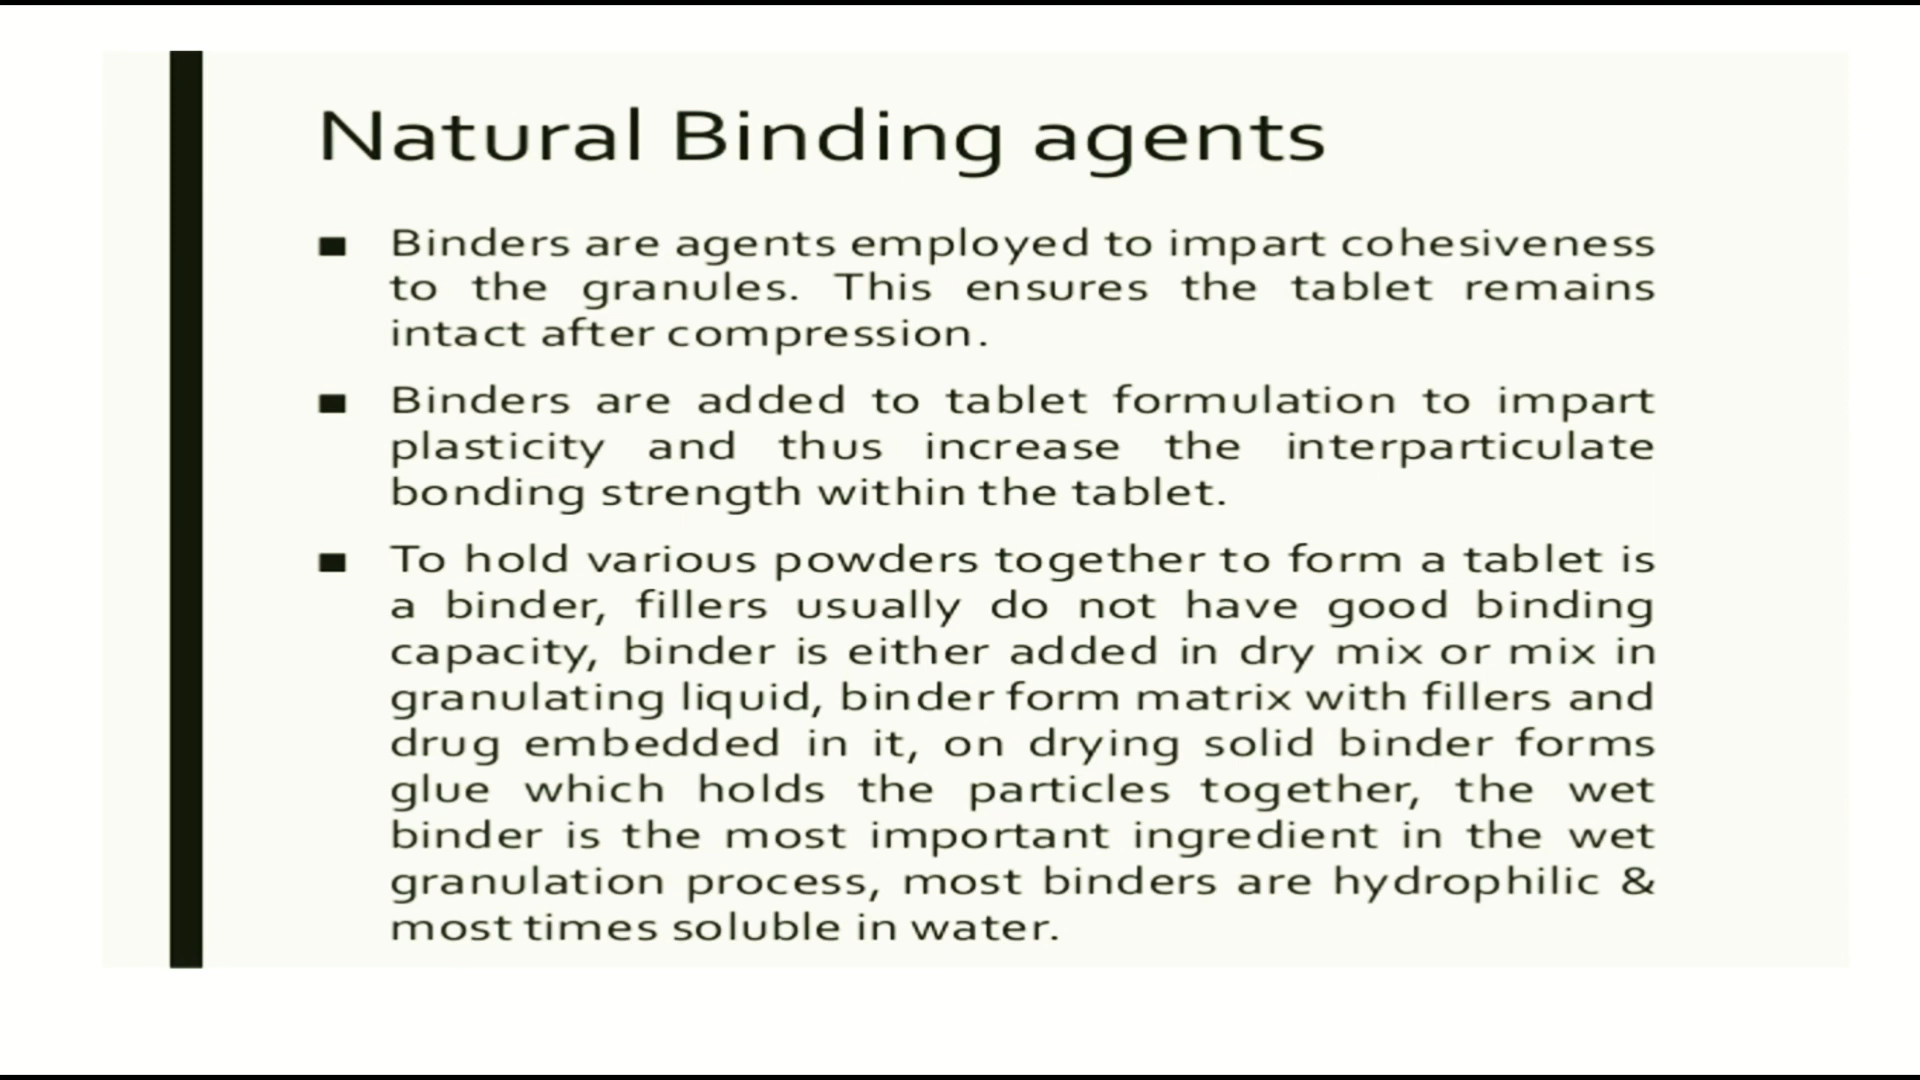 Natural Binding agents
■ Binders are agents employed to impart cohesiveness
to the granules. This ensures the tablet remains
intact after compression.
■ Binders are added to tablet formulation to impart
plasticity and thus increase the interparticulate
bonding strength within the tablet.
■ To hold various powders together to form a tablet is
a binder, fillers usually do not have good binding
capacity, binder is either added in dry mix or mix in
granulating liquid, binder form matrix with fillers and
drug embedded in it, on drying solid binder forms
glue which holds the particles together, the wet
binder is the most important ingredient in the wet
granulation process, most binders are hydrophilic &
most times soluble in water.